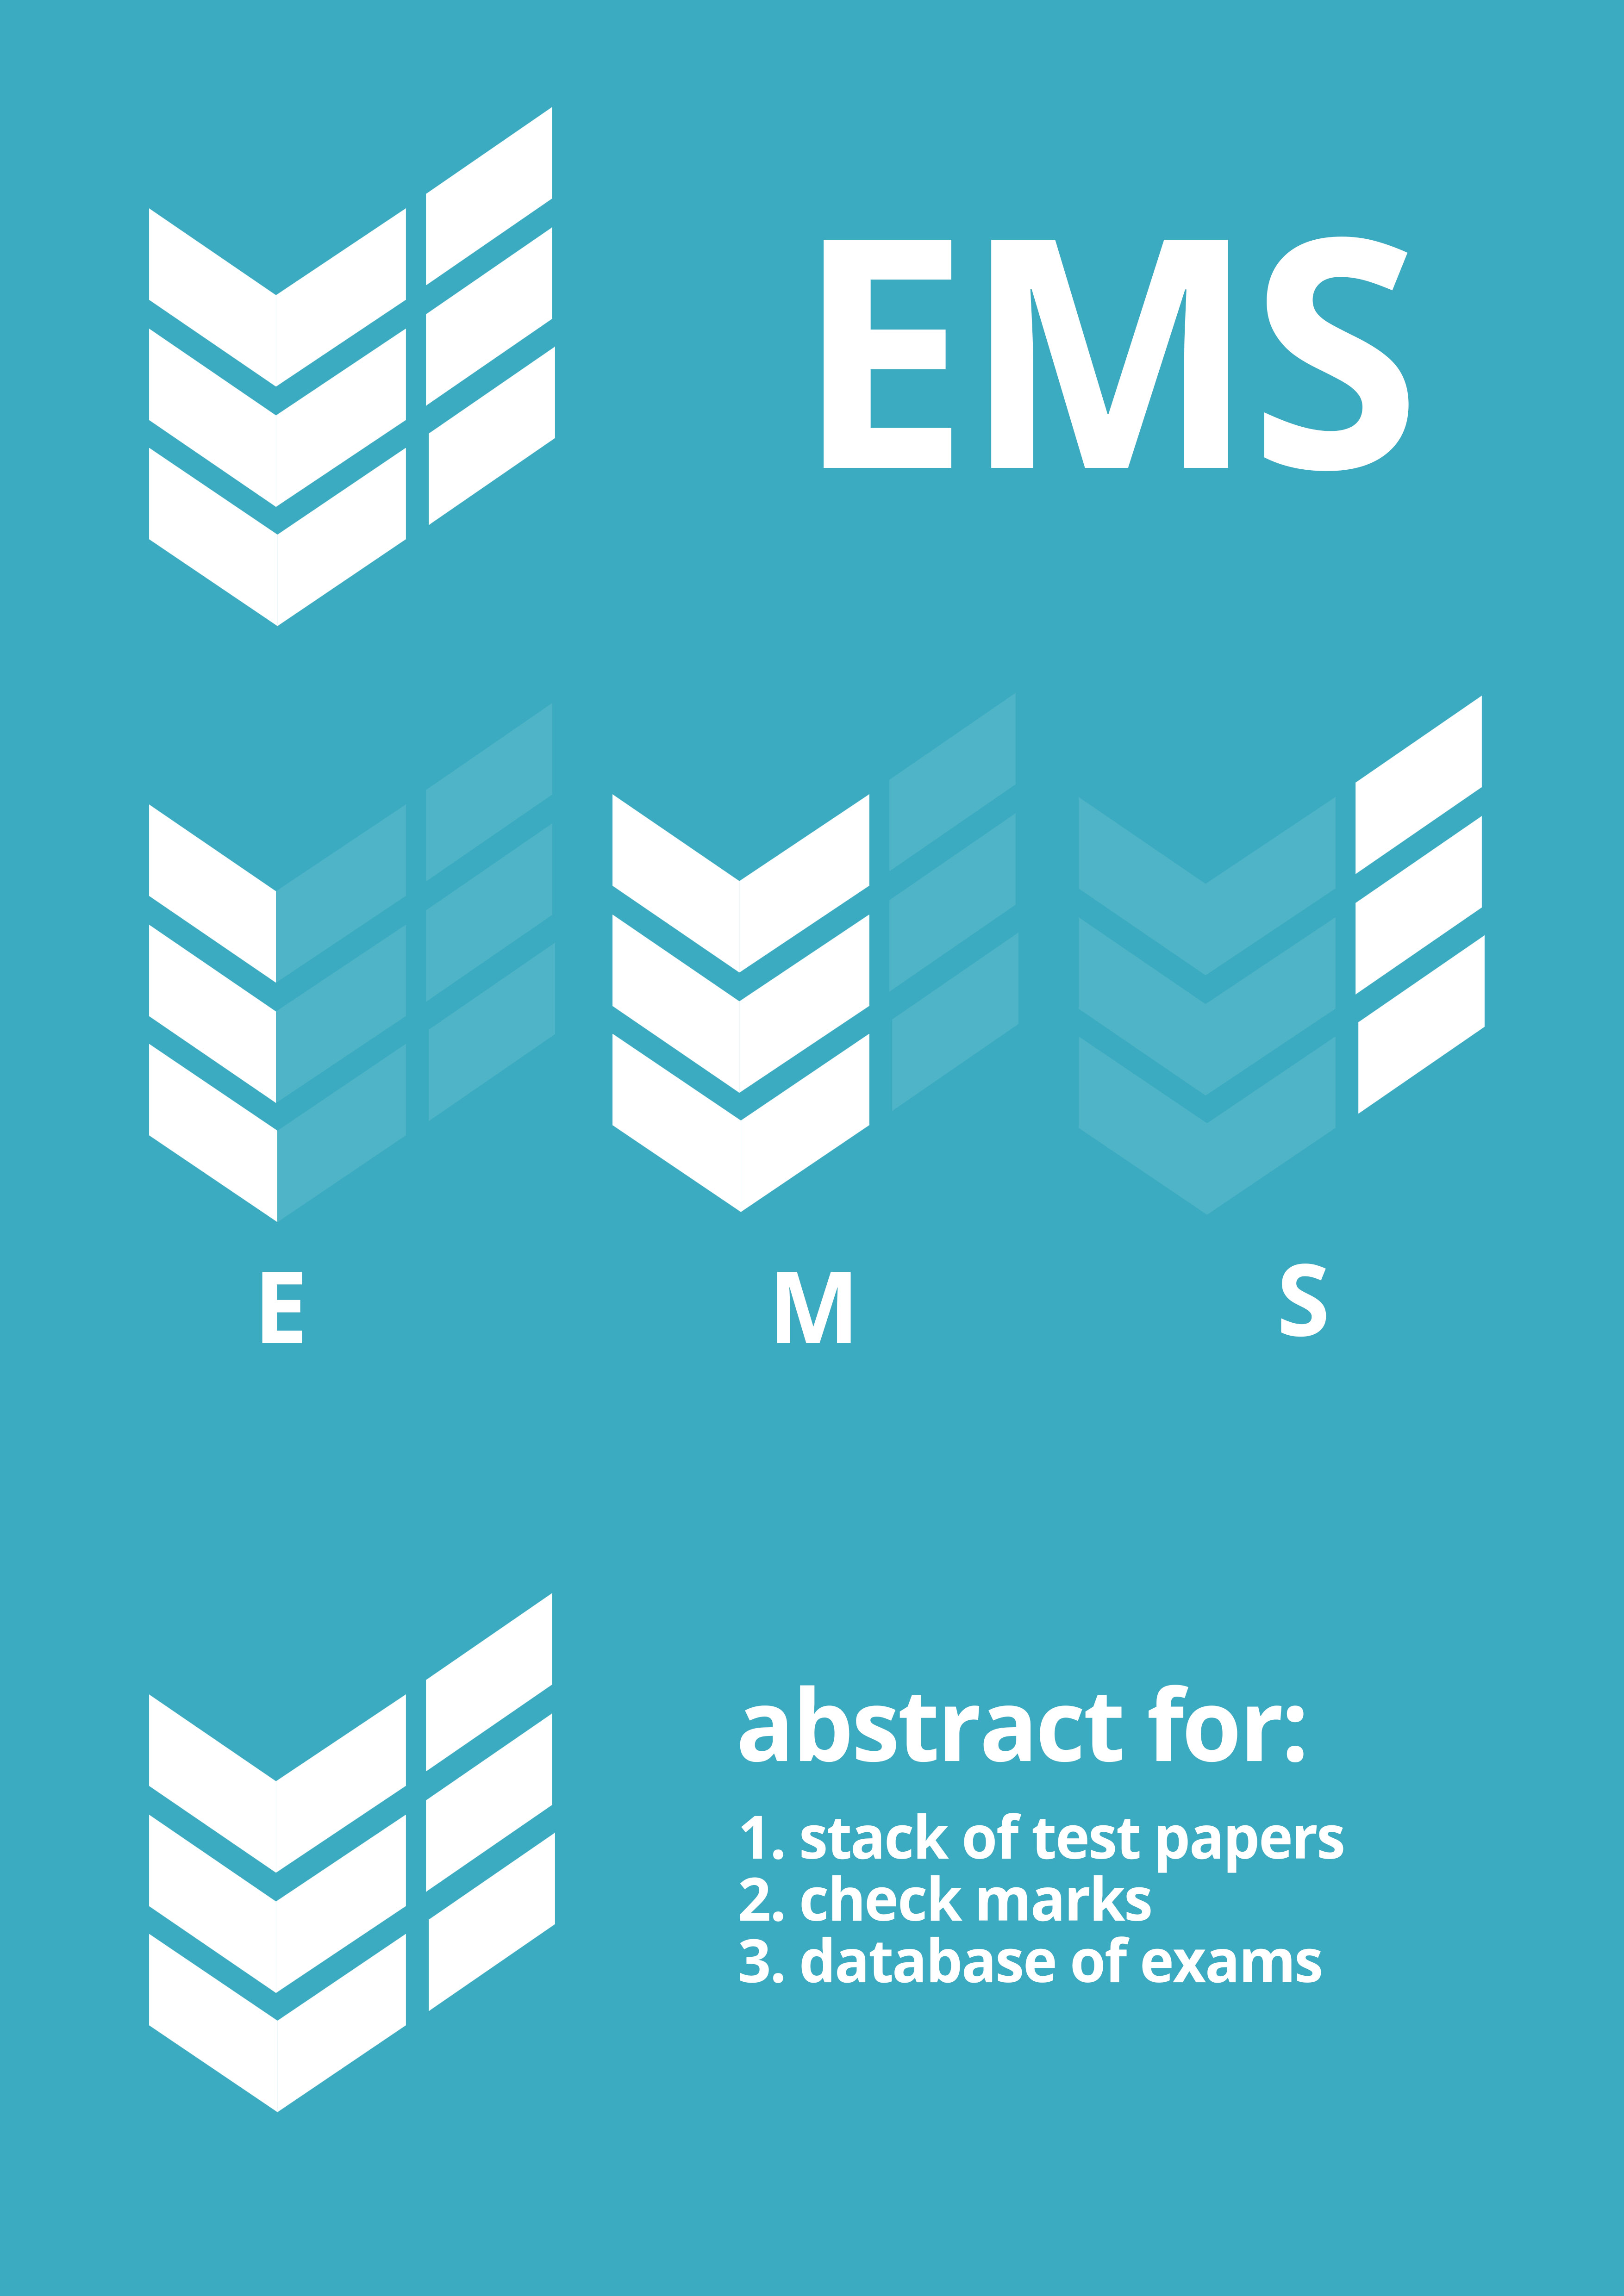 EMS
E
M
S
abstract for:
1. stack of test papers
2. check marks
3. database of exams